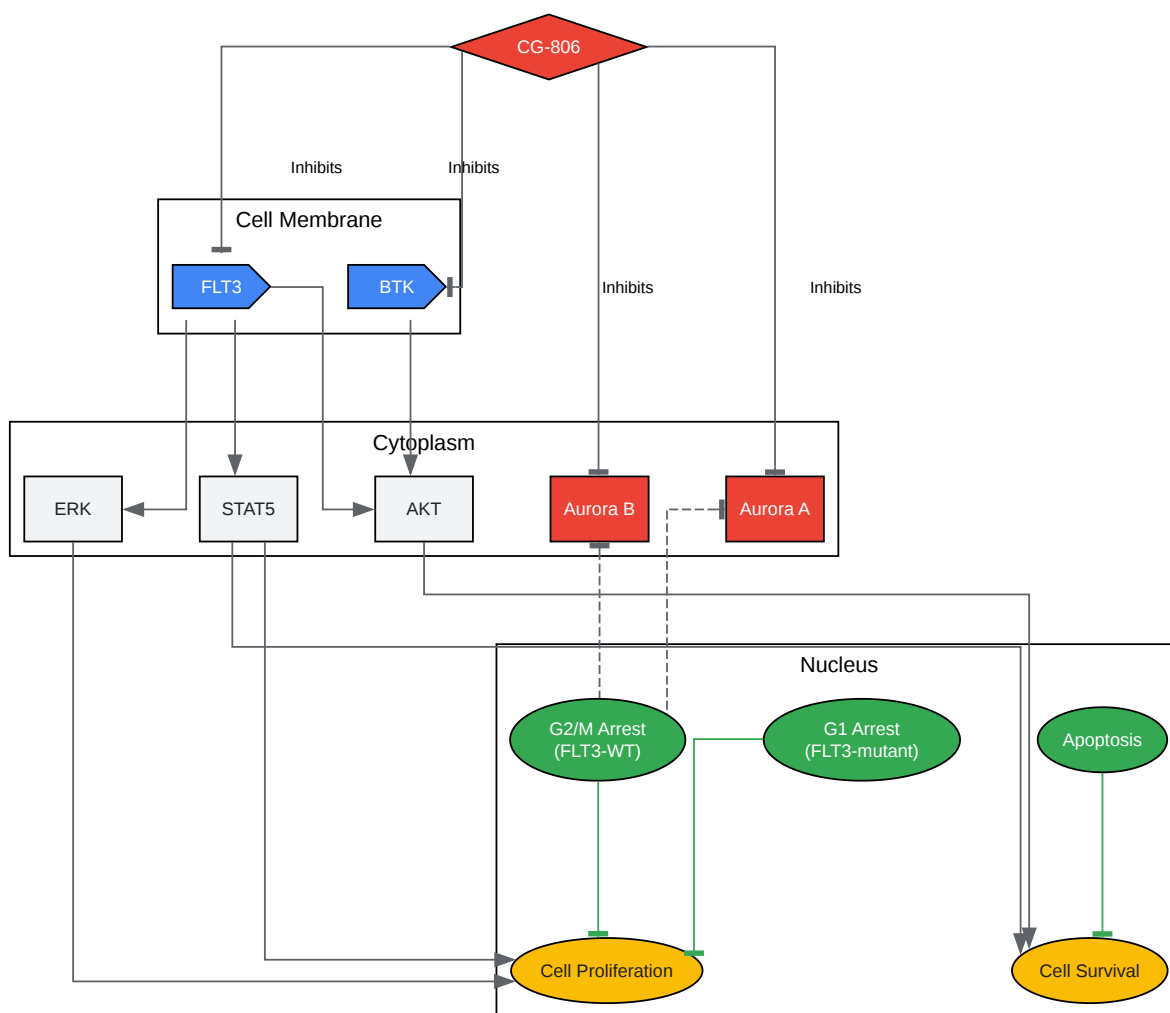 CG-806
Inhibits
Inhibits
Cell Membrane
FLT3
BTK
Inhibits
Inhibits
Cytoplasm
ERK
STAT5
AKT
Aurora B
Aurora A
Nucleus
G2/M Arrest
(FLT3-WT)
G1 Arrest
(FLT3-mutant)
Apoptosis
Cell Proliferation
Cell Survival